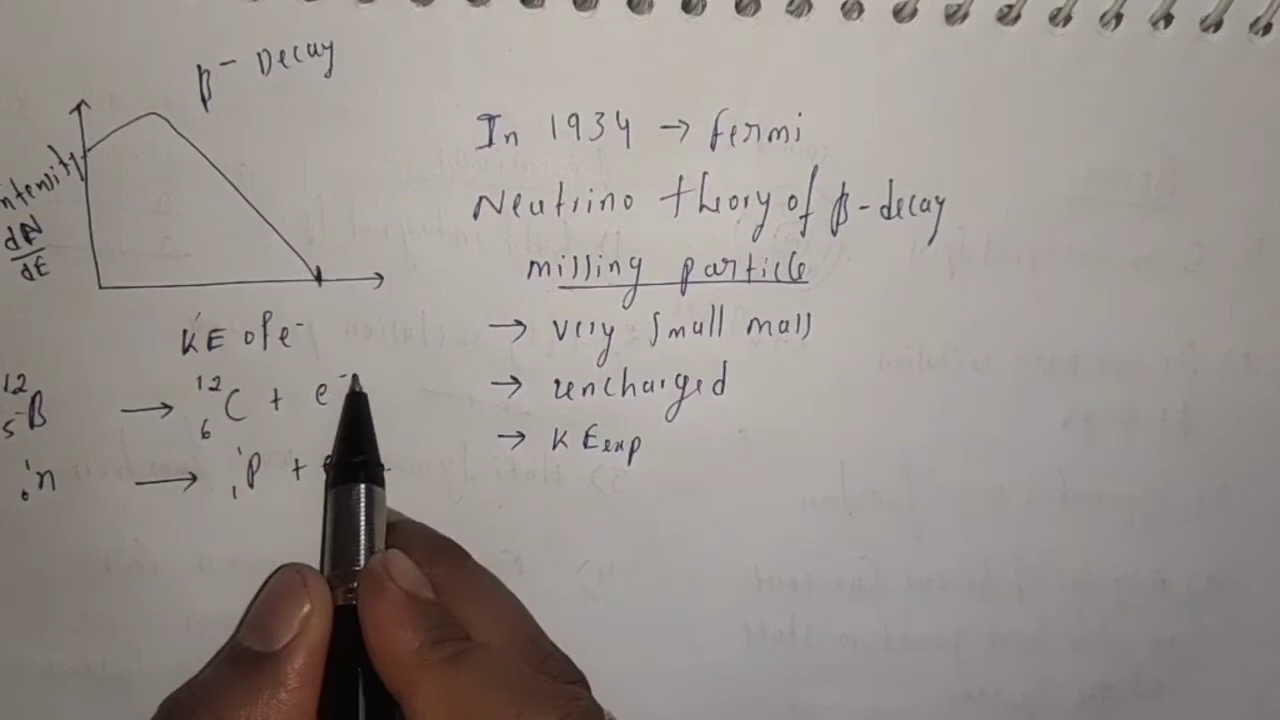 β- Decay
Intensity
dN
dE
KE of e-
12 5 B → 12 6 C + e-
1 0 n → 1 1 P +
In 1934 → fermi
Neutrino theory of β-decay
missing particle
→ very small mass
→ uncharged
→ KE exp